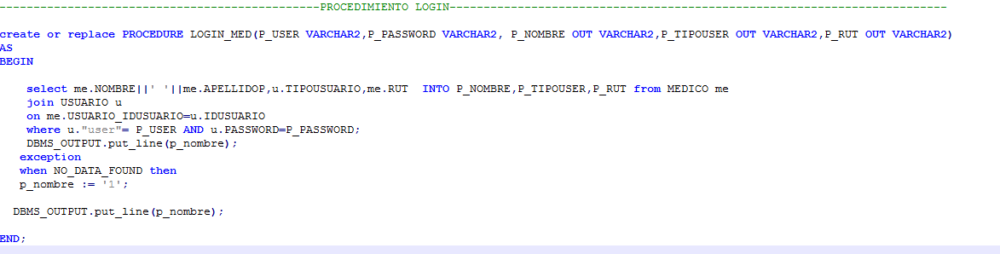 -----------------------------------------------PROCEDIMIENTO LOGIN-------------------------------------------------------------------------
create or replace PROCEDURE LOGIN_MED(P_USER VARCHAR2,P_PASSWORD VARCHAR2, P_NOMBRE OUT VARCHAR2,P_TIPOUSER OUT VARCHAR2,P_RUT OUT VARCHAR2)
AS
BEGIN
select me.NOMBRE||' '||me.APELLIDOP,u.TIPOUSUARIO,me.RUT  INTO P_NOMBRE,P_TIPOUSER,P_RUT from MEDICO me
join USUARIO u
on me.USUARIO_IDUSUARIO=u.IDUSUARIO
where u."user"= P_USER AND u.PASSWORD=P_PASSWORD;
DBMS_OUTPUT.put_line(p_nombre);
exception
when NO_DATA_FOUND then
p_nombre := '1';
DBMS_OUTPUT.put_line(p_nombre);
END;